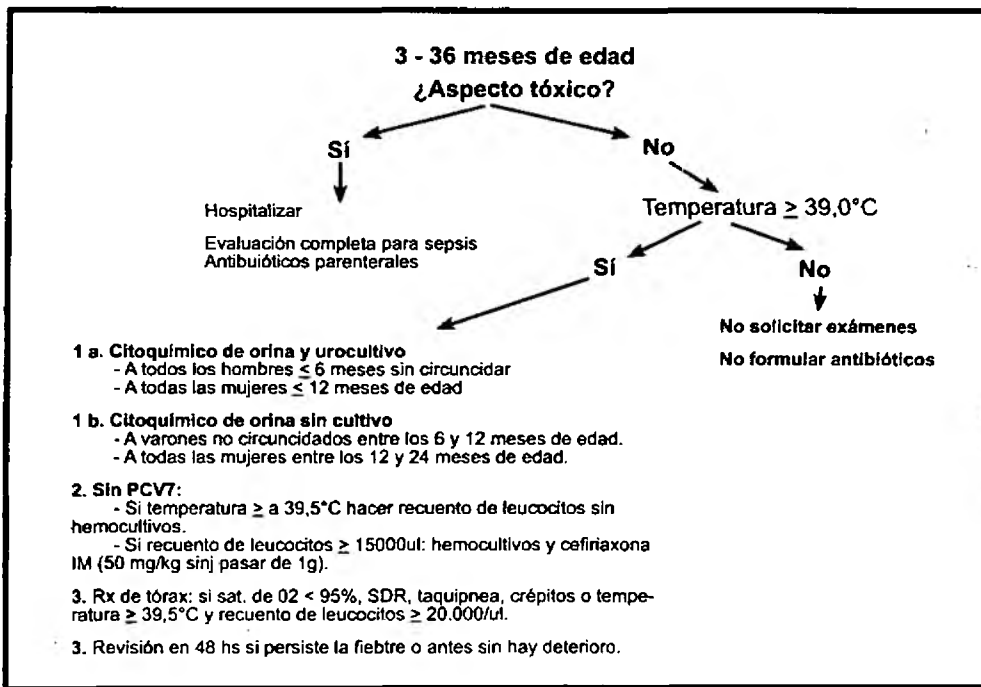 3 - 36 meses de edad
¿Aspecto tóxico?
Sí
No
Hospitalizar
Evaluación completa para sepsis
Antibuióticos parenterales
Temperatura ≥ 39,0°C
Sí
No
No solicitar exámenes
No formular antibióticos
1 a. Citoquímico de orina y urocultivo
- A todos los hombres ≤ 6 meses sin circuncidar
- A todas las mujeres ≤ 12 meses de edad
1 b. Citoquímico de orina sin cultivo
- A varones no circuncidados entre los 6 y 12 meses de edad.
- A todas las mujeres entre los 12 y 24 meses de edad.
2. Sin PCV7:
- Si temperatura ≥ a 39,5°C hacer recuento de leucocitos sin
hemocultivos.
- Si recuento de leucocitos ≥ 15000ul: hemocultivos y cefiriaxona
IM (50 mg/kg sinj pasar de 1g).
3. Rx de tórax: si sat. de 02 < 95%, SDR, taquipnea, crépitos o tempe-
ratura ≥ 39,5°C y recuento de leucocitos ≥ 20.000/ul.
3. Revisión en 48 hs si persiste la fiebtre o antes sin hay deterioro.